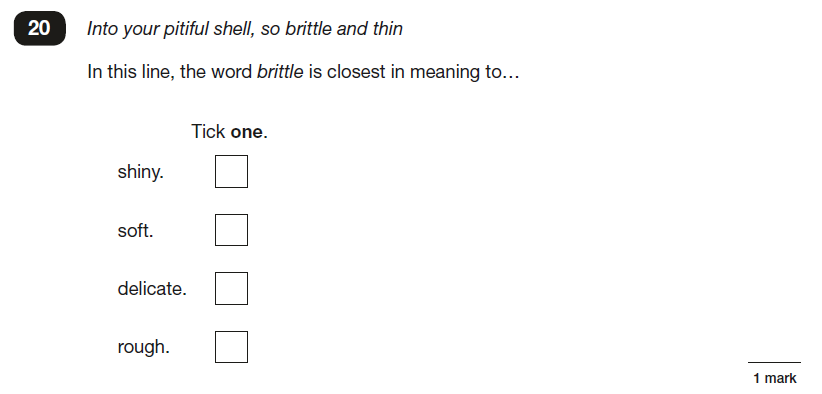 20 Into your pitiful shell, so brittle and thin
In this line, the word brittle is closest in meaning to…
Tick one.
shiny.
soft.
delicate.
rough.
1 mark